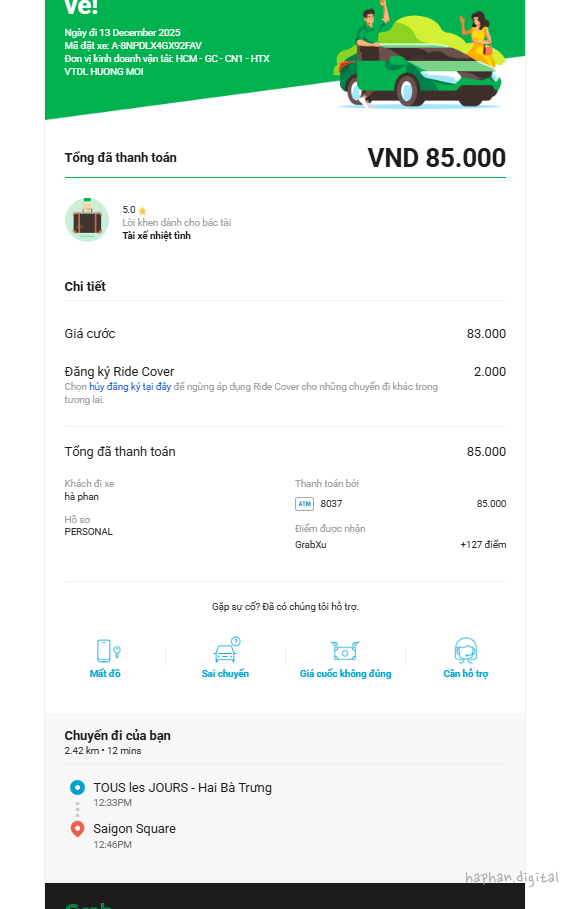 về!
Ngày đi 13 December 2025
Mã đặt xe: A-8NPDLX4GX92FAV
Đơn vị kinh doanh vận tải: HCM - GC - CN1 - HTX
VTDL HUONG MOI
Tổng đã thanh toán
VND 85.000
5.0
Lời khen dành cho bác tài
Tài xế nhiệt tình
Chi tiết
Giá cước 83.000
Đăng ký Ride Cover 2.000
Chọn hủy đăng ký tại đây để ngừng áp dụng Ride Cover cho những chuyến đi khác trong
tương lai.
Tổng đã thanh toán 85.000
Khách đi xe
hà phan
Hồ sơ
PERSONAL
Thanh toán bởi
ATM 8037 85.000
Điểm được nhận
GrabXu +127 điểm
Gặp sự cố? Đã có chúng tôi hỗ trợ.
?
Mất đồ
Sai chuyến
Giá cước không đúng
Cần hỗ trợ
Chuyến đi của bạn
2.42 km • 12 mins
TOUS les JOURS - Hai Bà Trưng
12:33PM
Saigon Square
12:46PM
haphan.digital
Grab